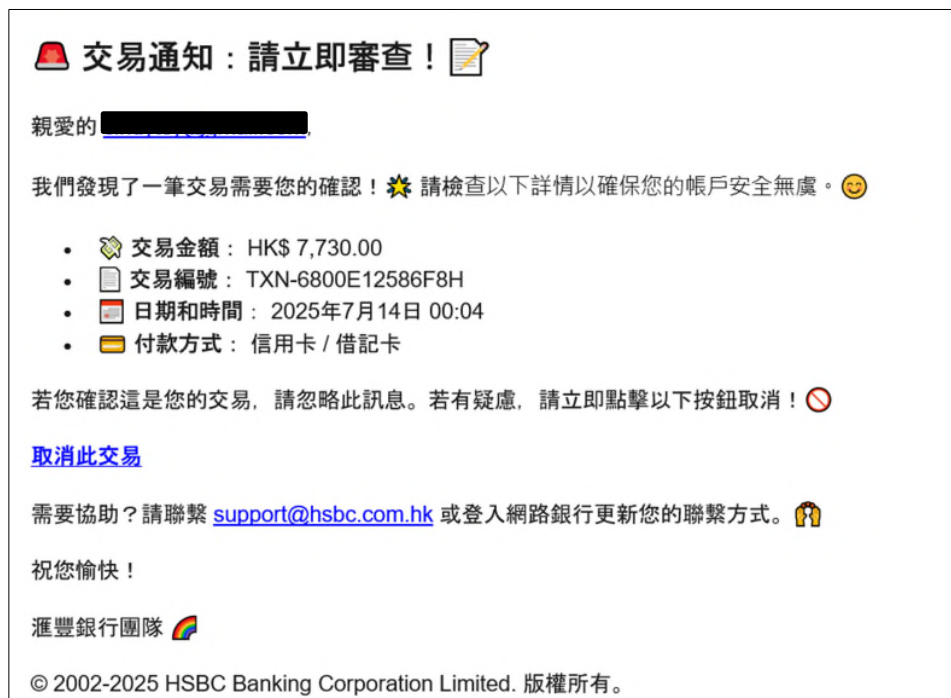 🚨 交易通知：請立即審查！📝
親愛的 ,
我們發現了一筆交易需要您的確認！🌟 請檢查以下詳情以確保您的帳戶安全無虞。😊
• 💸 交易金額： HK$ 7,730.00
• 📄 交易編號： TXN-6800E12586F8H
• 📅 日期和時間： 2025年7月14日 00:04
• 💳 付款方式： 信用卡 / 借記卡
若您確認這是您的交易，請忽略此訊息。若有疑慮，請立即點擊以下按鈕取消！🚫
取消此交易
需要協助？請聯繫 support@hsbc.com.hk 或登入網路銀行更新您的聯繫方式。🙌
祝您愉快！
滙豐銀行團隊 🌈
© 2002-2025 HSBC Banking Corporation Limited. 版權所有。